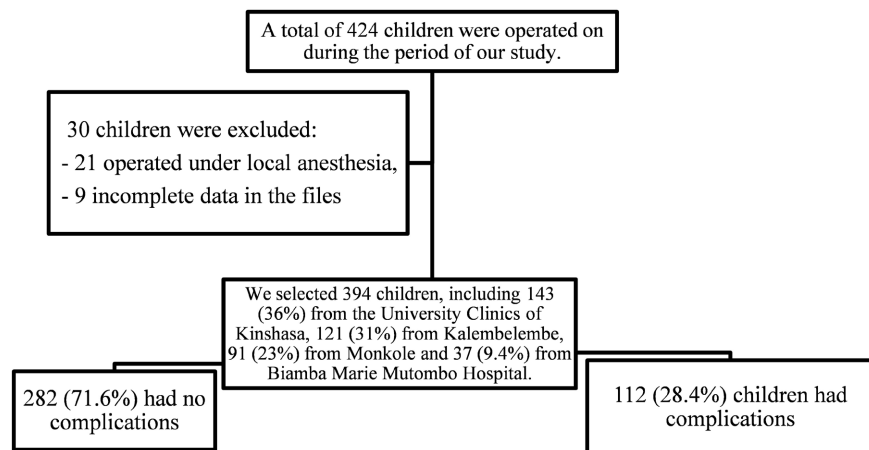 A total of 424 children were operated on
during the period of our study.
30 children were excluded:
- 21 operated under local anesthesia,
- 9 incomplete data in the files
We selected 394 children, including 143
(36%) from the University Clinics of
Kinshasa, 121 (31%) from Kalembelembe,
91 (23%) from Monkole and 37 (9.4%) from
Biamba Marie Mutombo Hospital.
282 (71.6%) had no
complications
112 (28.4%) children had
complications